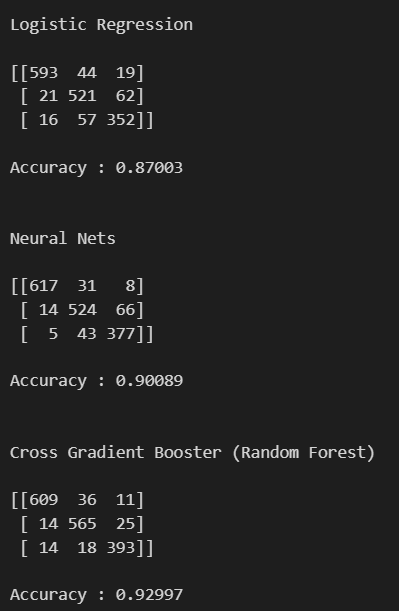 Logistic Regression
[[593  44  19]
 [ 21 521  62]
 [ 16  57 352]]
Accuracy : 0.87003
Neural Nets
[[617  31   8]
 [ 14 524  66]
 [  5  43 377]]
Accuracy : 0.90089
Cross Gradient Booster (Random Forest)
[[609  36  11]
 [ 14 565  25]
 [ 14  18 393]]
Accuracy : 0.92997